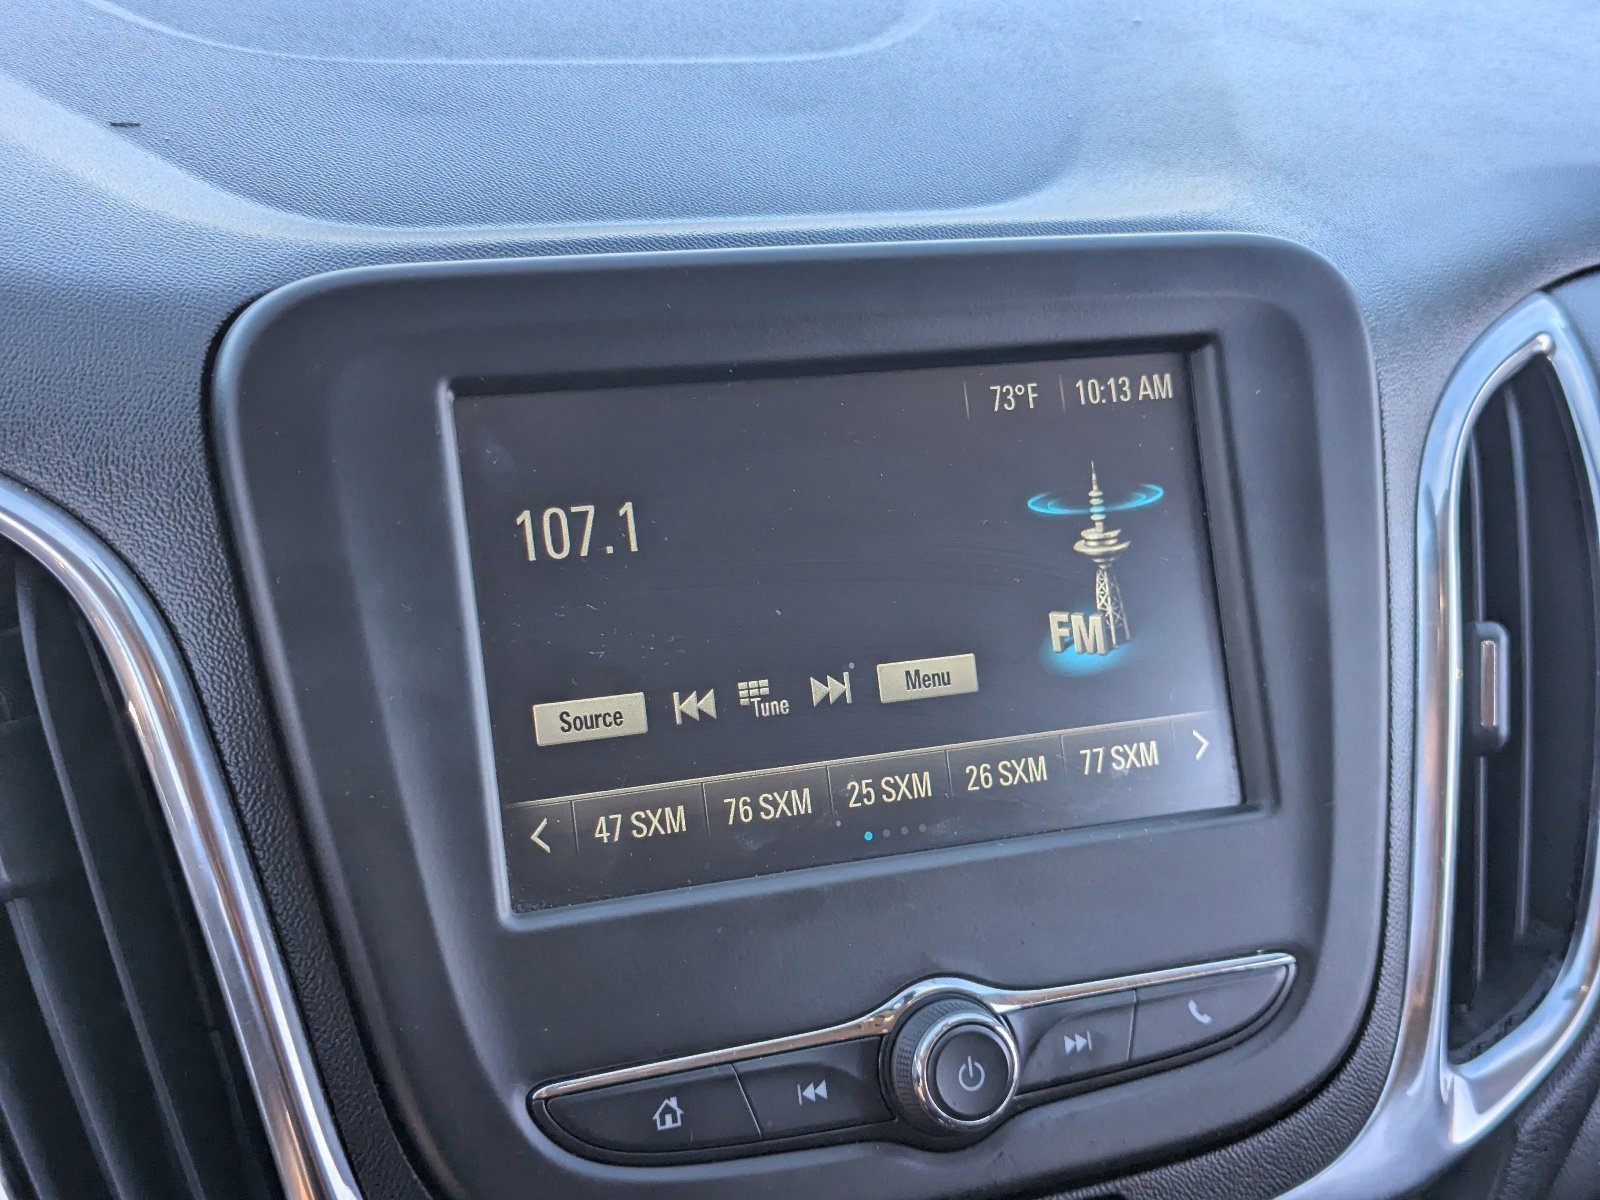 73°F 10:13 AM
107.1
FM
Source Tune Menu
47 SXM 76 SXM 25 SXM 26 SXM 77 SXM